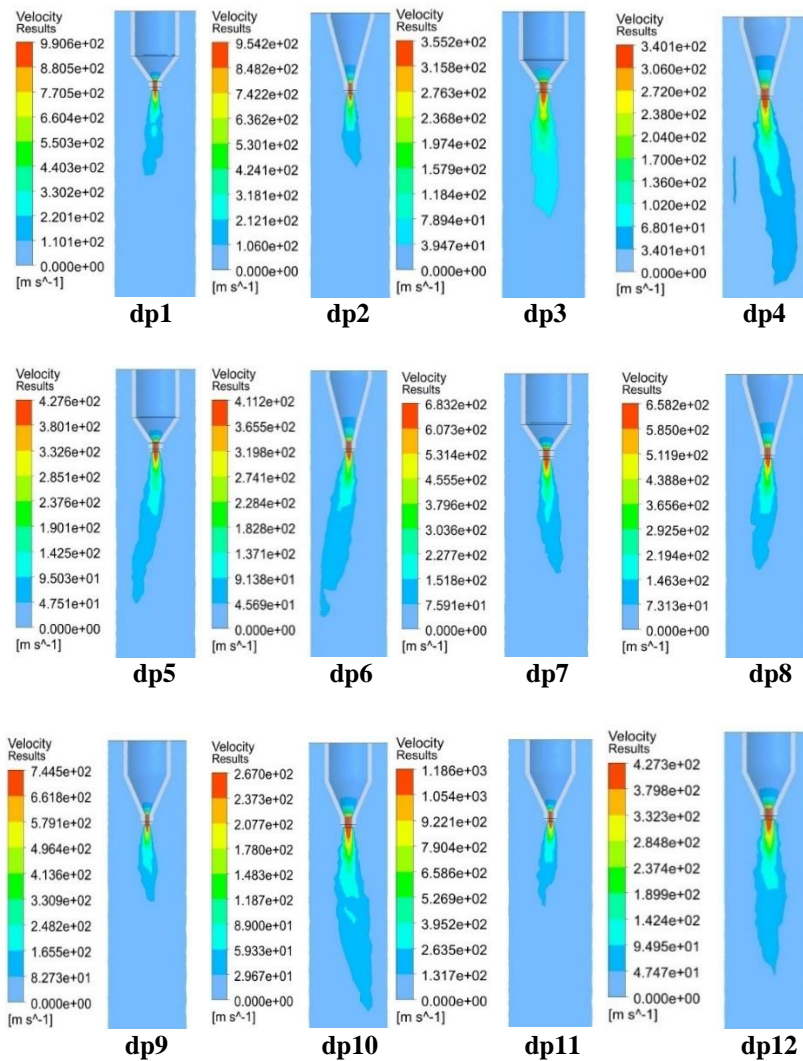 Velocity
Results
9.906e+02
8.805e+02
7.705e+02
6.604e+02
5.503e+02
4.403e+02
3.302e+02
2.201e+02
1.101e+02
0.000e+00
[m s^-1]
dp1
Velocity
Results
9.542e+02
8.482e+02
7.422e+02
6.362e+02
5.301e+02
4.241e+02
3.181e+02
2.121e+02
1.060e+02
0.000e+00
[m s^-1]
dp2
Velocity
Results
3.552e+02
3.158e+02
2.763e+02
2.368e+02
1.974e+02
1.579e+02
1.184e+02
7.894e+01
3.947e+01
0.000e+00
[m s^-1]
dp3
Velocity
Results
3.401e+02
3.060e+02
2.720e+02
2.380e+02
2.040e+02
1.700e+02
1.360e+02
1.020e+02
6.801e+01
3.401e+01
0.000e+00
[m s^-1]
dp4
Velocity
Results
4.276e+02
3.801e+02
3.326e+02
2.851e+02
2.376e+02
1.901e+02
1.425e+02
9.503e+01
4.751e+01
0.000e+00
[m s^-1]
dp5
Velocity
Results
4.112e+02
3.655e+02
3.198e+02
2.741e+02
2.284e+02
1.828e+02
1.371e+02
9.138e+01
4.569e+01
0.000e+00
[m s^-1]
dp6
Velocity
Results
6.832e+02
6.073e+02
5.314e+02
4.555e+02
3.796e+02
3.036e+02
2.277e+02
1.518e+02
7.591e+01
0.000e+00
[m s^-1]
dp7
Velocity
Results
6.582e+02
5.850e+02
5.119e+02
4.388e+02
3.656e+02
2.925e+02
2.194e+02
1.463e+02
7.313e+01
0.000e+00
[m s^-1]
dp8
Velocity
Results
7.445e+02
6.618e+02
5.791e+02
4.964e+02
4.136e+02
3.309e+02
2.482e+02
1.655e+02
8.273e+01
0.000e+00
[m s^-1]
dp9
Velocity
Results
2.670e+02
2.373e+02
2.077e+02
1.780e+02
1.483e+02
1.187e+02
8.900e+01
5.933e+01
2.967e+01
0.000e+00
[m s^-1]
dp10
Velocity
Results
1.186e+03
1.054e+03
9.221e+02
7.904e+02
6.586e+02
5.269e+02
3.952e+02
2.635e+02
1.317e+02
0.000e+00
[m s^-1]
dp11
Velocity
Results
4.273e+02
3.798e+02
3.323e+02
2.848e+02
2.374e+02
1.899e+02
1.424e+02
9.495e+01
4.747e+01
0.000e+00
[m s^-1]
dp12